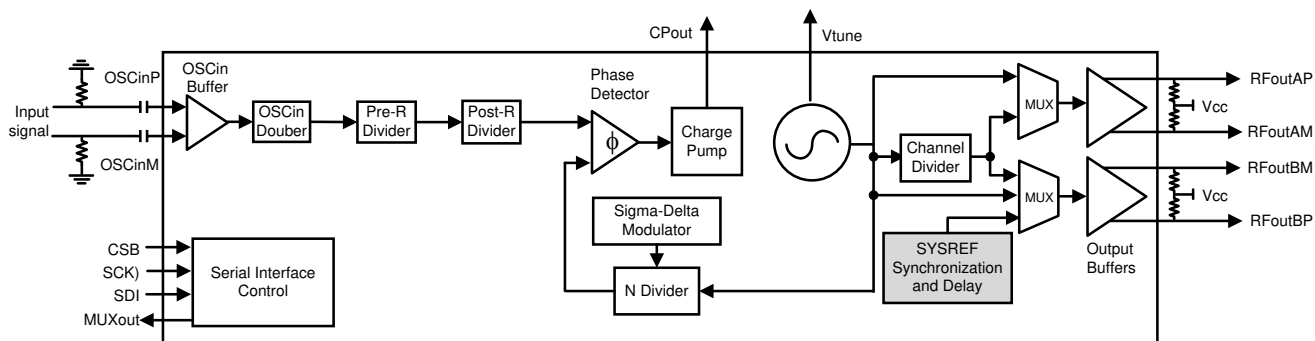 CPout
Vtune
OSCinP
OSCin
Buffer
Input
signal
OSCinM
OSCin
Douber
Pre-R
Divider
Post-R
Divider
Phase
Detector
ϕ
Charge
Pump
Channel
Divider
MUX
MUX
RFoutAP
Vcc
RFoutAM
RFoutBM
Vcc
RFoutBP
Output
Buffers
SYSREF
Synchronization
and Delay
Sigma-Delta
Modulator
N Divider
CSB
SCK)
SDI
MUXout
Serial Interface
Control